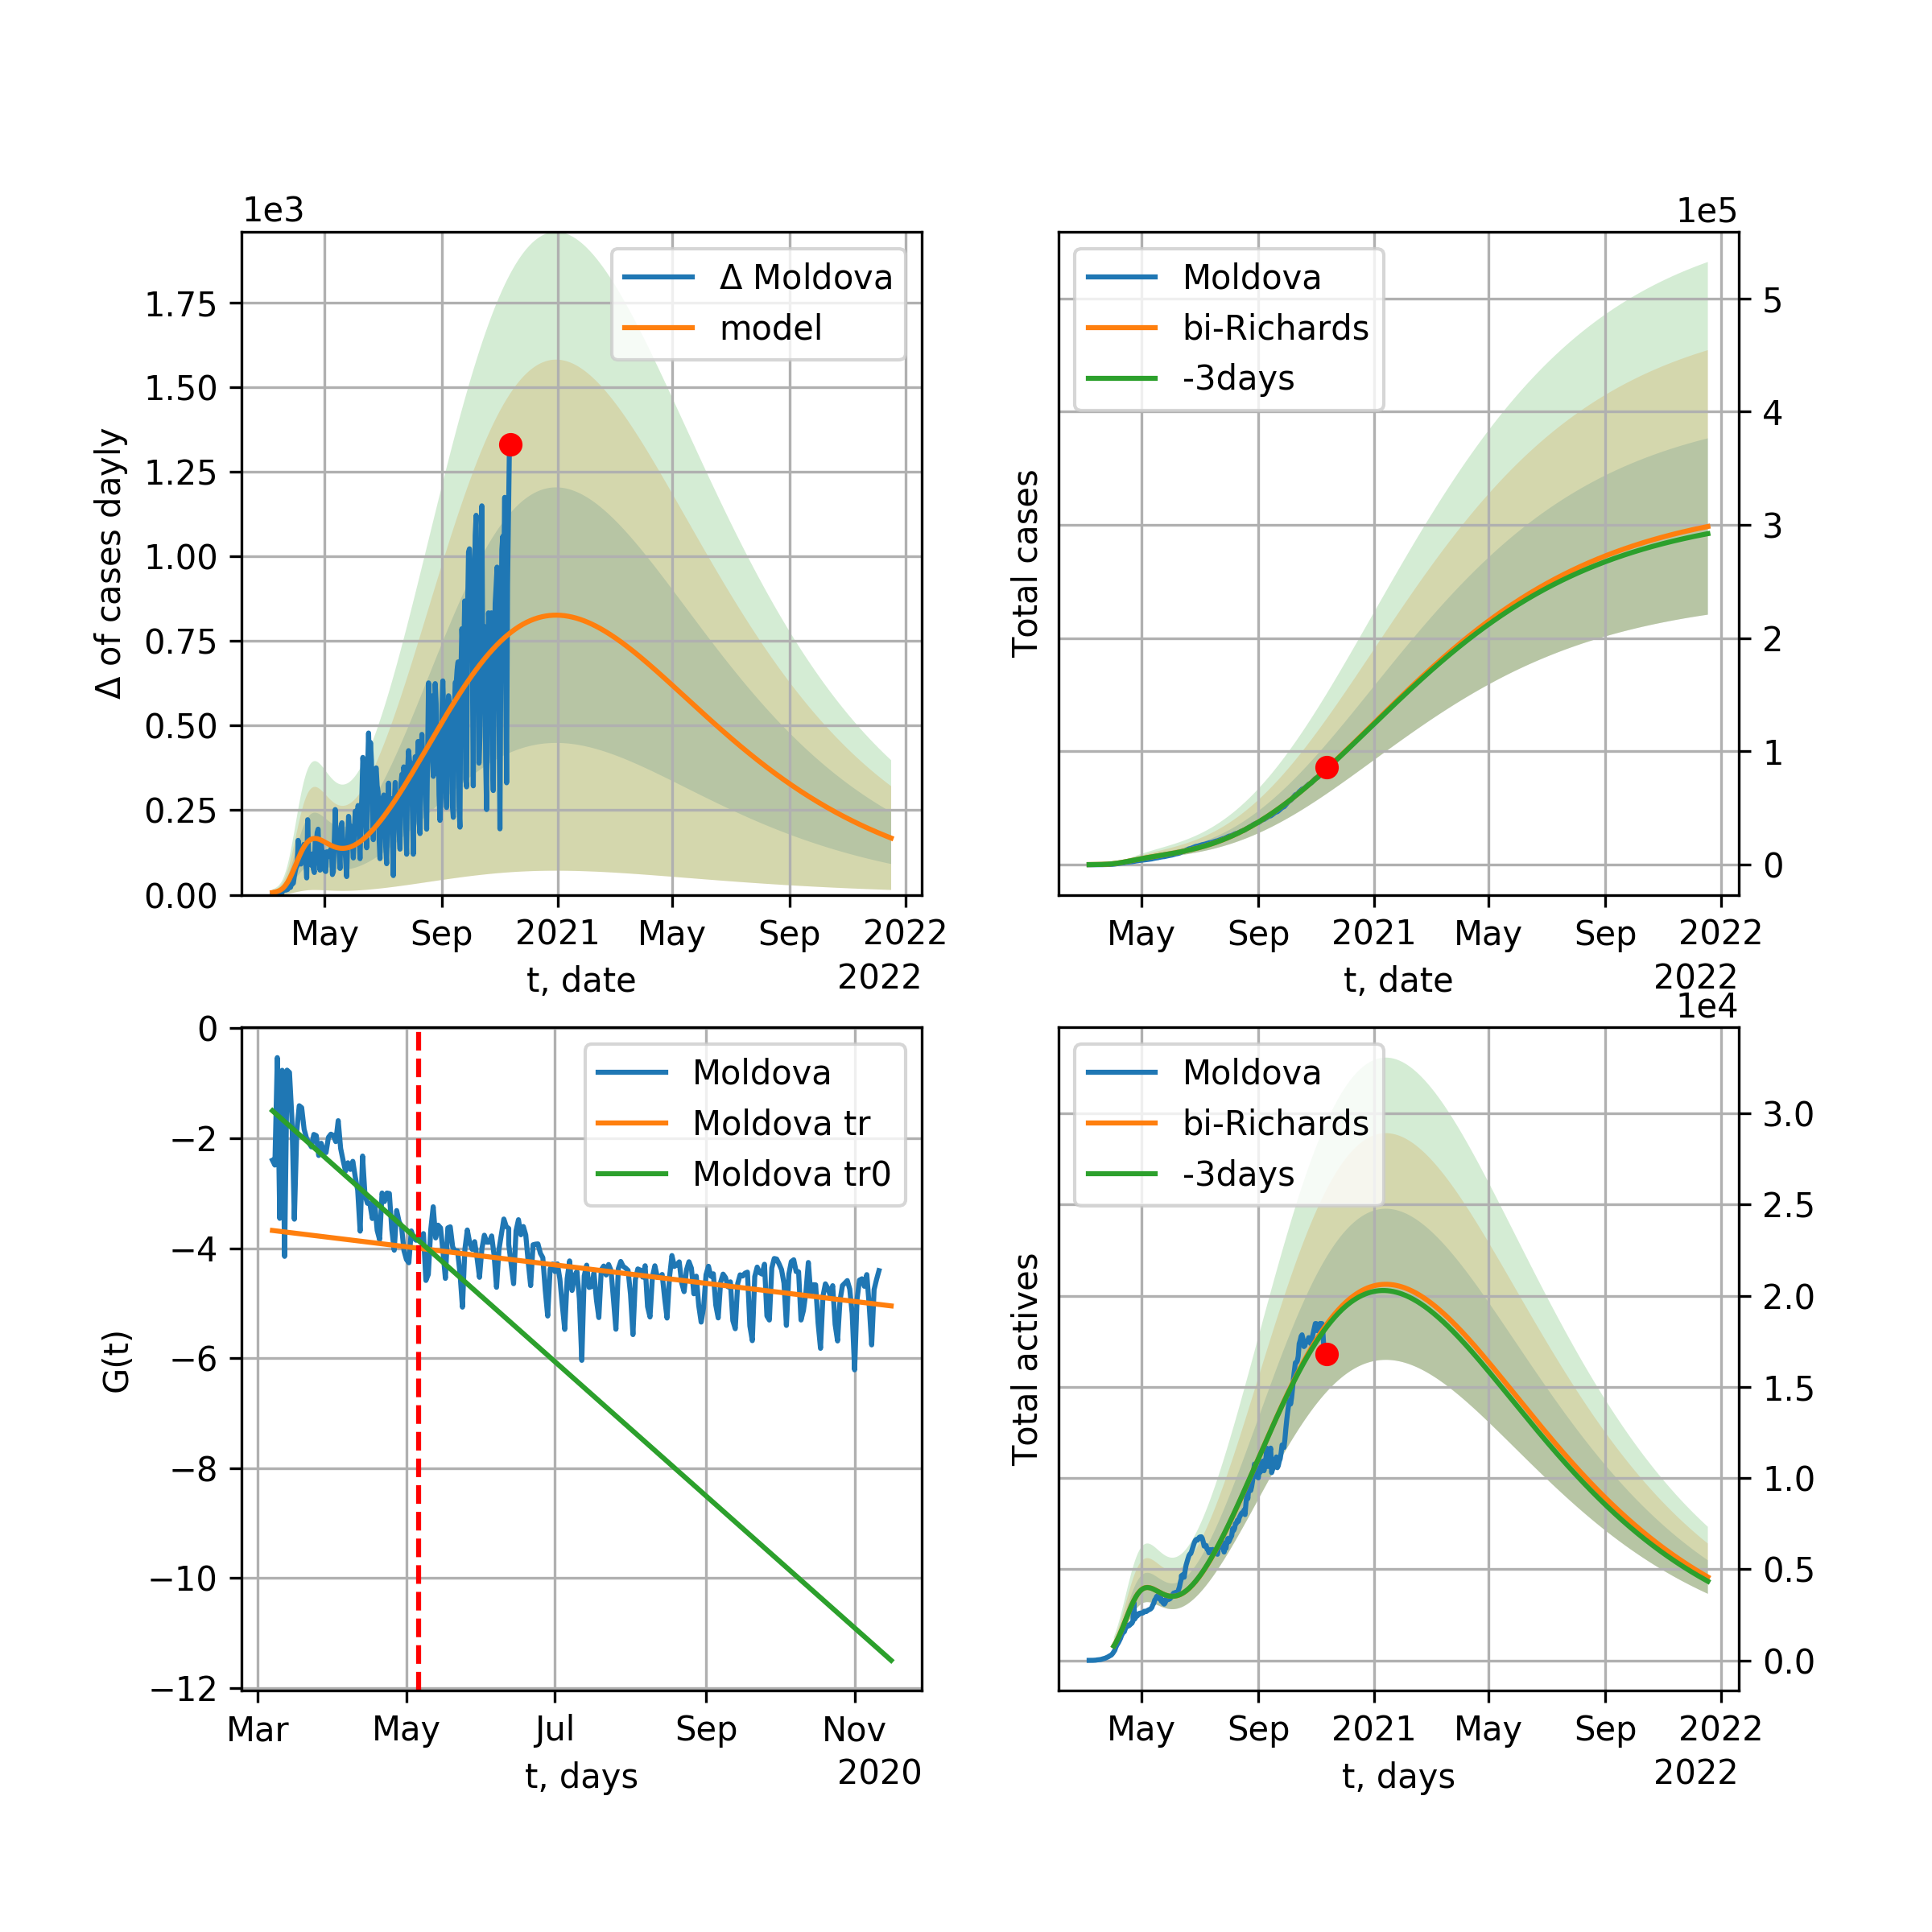 1e3
Δ of cases dayly
1.75
1.50
1.25
1.00
0.75
0.50
0.25
0.00
Δ Moldova
model
May Sep 2021 May Sep 2022
t, date
2022
1e5
Total cases
Moldova
bi-Richards
-3days
5
4
3
2
1
0
May Sep 2021 May Sep 2022
t, date
2022
G(t)
0
−2
−4
−6
−8
−10
−12
Moldova
Moldova tr
Moldova tr0
Mar May Jul Sep Nov
t, days
2020
1e4
Total actives
Moldova
bi-Richards
-3days
3.0
2.5
2.0
1.5
1.0
0.5
0.0
May Sep 2021 May Sep 2022
t, days
2022